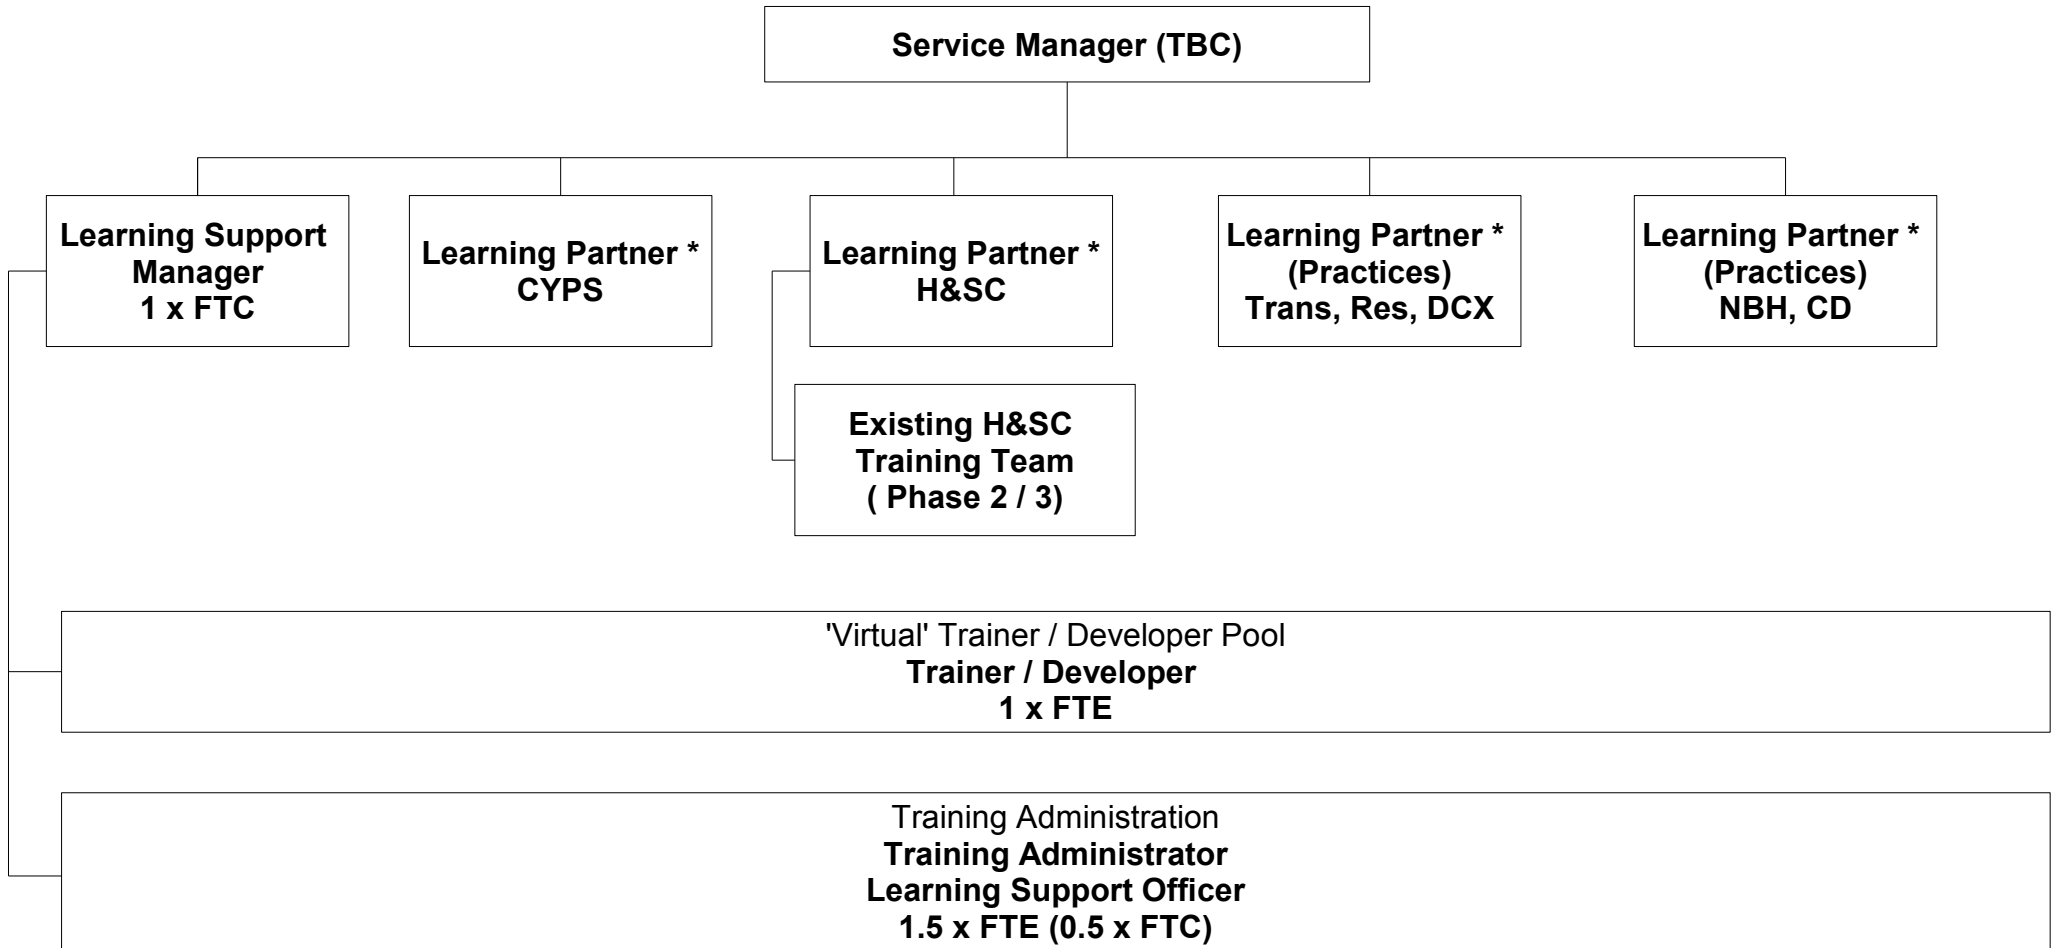 Service Manager (TBC)
Learning Support
Manager
1 x FTC
Learning Partner *
CYPS
Learning Partner *
H&SC
Learning Partner *
(Practices)
Trans, Res, DCX
Learning Partner *
(Practices)
NBH, CD
Existing H&SC
Training Team
( Phase 2 / 3)
'Virtual' Trainer / Developer Pool
Trainer / Developer
1 x FTE
Training Administration
Training Administrator
Learning Support Officer
1.5 x FTE (0.5 x FTC)